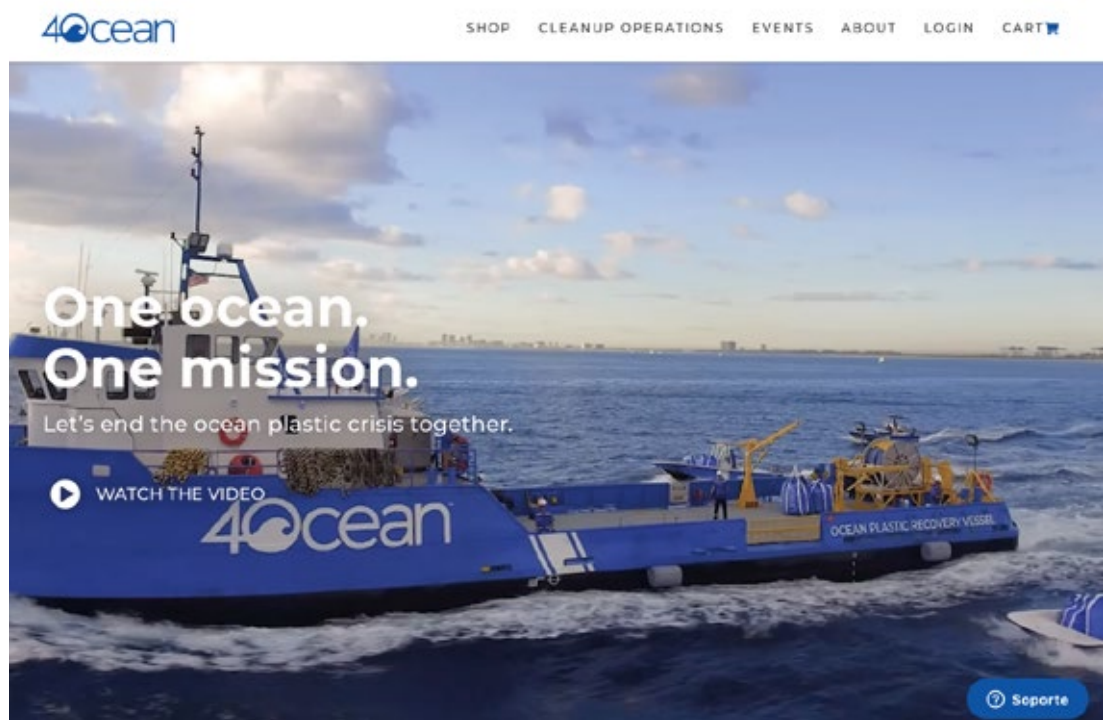 4Ocean
SHOP CLEANUP OPERATIONS EVENTS ABOUT LOGIN CART
One ocean.
One mission.
Let's end the ocean plastic crisis together.
WATCH THE VIDEO
4Ocean
OCEAN PLASTIC RECOVERY VESSEL
Soporte